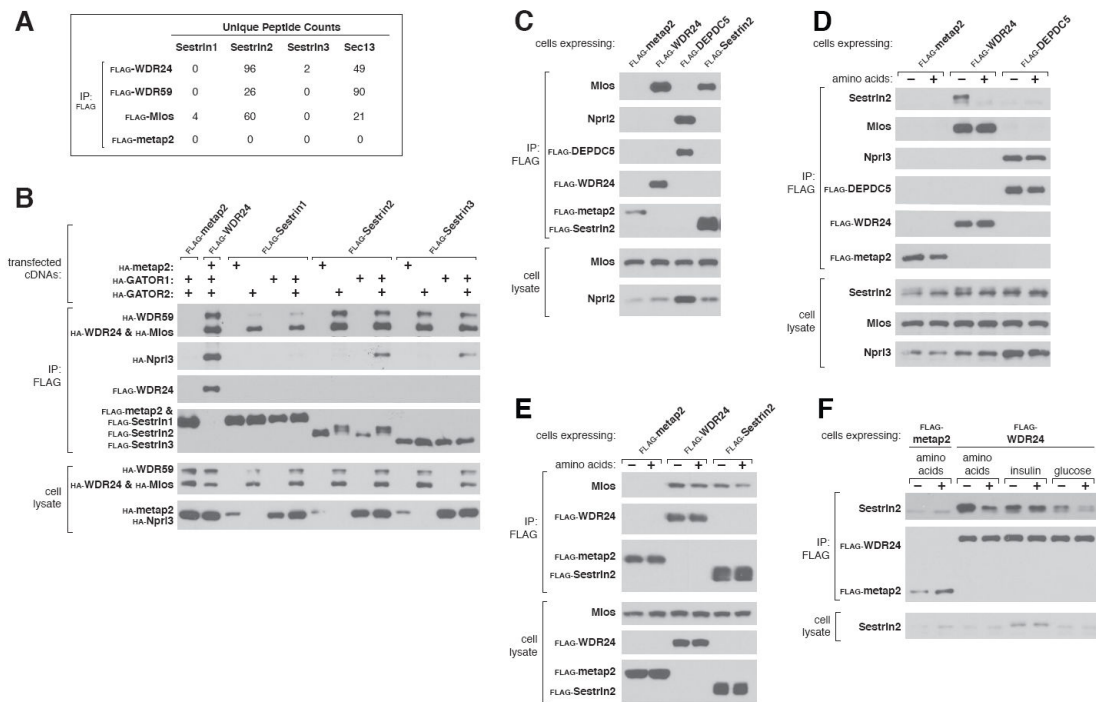 A
Unique Peptide Counts
Sestrin1 Sestrin2 Sestrin3 Sec13
IP: FLAG
FLAG-WDR24 0 96 2 49
FLAG-WDR59 0 26 0 90
FLAG-Mios 4 60 0 21
FLAG-metap2 0 0 0 0
B
FLAG-metap2 FLAG-WDR24 FLAG-Sestrin1 FLAG-Sestrin2 FLAG-Sestrin3
transfected cDNAs:
HA-metap2: + + + +
HA-GATOR1: + + + + + + + +
HA-GATOR2: + + + + + + + +
IP: FLAG
HA-WDR59
HA-WDR24 & HA-Mios
HA-Nprl3
FLAG-WDR24
FLAG-metap2 &
FLAG-Sestrin1
FLAG-Sestrin2
FLAG-Sestrin3
cell lysate
HA-WDR59
HA-WDR24 & HA-Mios
HA-metap2
HA-Nprl3
C
cells expressing: FLAG-metap2 FLAG-WDR24 FLAG-DEPDC5 FLAG-Sestrin2
IP: FLAG
Mios
Nprl2
FLAG-DEPDC5
FLAG-WDR24
FLAG-metap2
FLAG-Sestrin2
cell lysate
Mios
Nprl2
D
cells expressing: FLAG-metap2 FLAG-WDR24 FLAG-DEPDC5
amino acids: − + − + − +
IP: FLAG
Sestrin2
Mios
Nprl3
FLAG-DEPDC5
FLAG-WDR24
FLAG-metap2
cell lysate
Sestrin2
Mios
Nprl3
E
cells expressing: FLAG-metap2 FLAG-WDR24 FLAG-Sestrin2
amino acids: − + − + − +
IP: FLAG
Mios
FLAG-WDR24
FLAG-metap2
FLAG-Sestrin2
cell lysate
Mios
FLAG-WDR24
FLAG-metap2
FLAG-Sestrin2
F
cells expressing: FLAG-metap2 FLAG-WDR24
amino acids amino acids insulin glucose
− + − + − + − +
IP: FLAG
Sestrin2
FLAG-WDR24
FLAG-metap2
cell lysate
Sestrin2